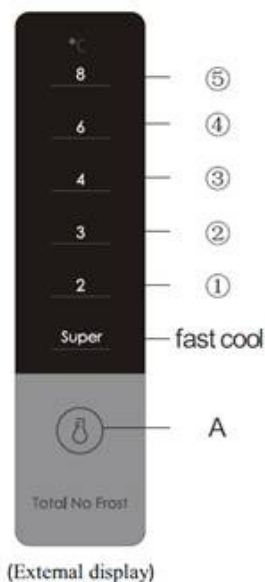 °C
8 ⑤
6 ④
4 ③
3 ②
2 ①
Super fast cool
A
Total No Frost
(External display)